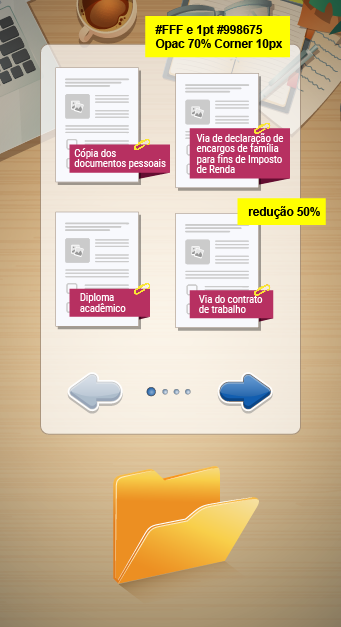 #FFF e 1pt #998675
Opac 70% Corner 10px
Cópia dos
documentos pessoais
Via de declaração de
encargos de família
para fins de Imposto
de Renda
redução 50%
Diploma
acadêmico
Via do contrato
de trabalho